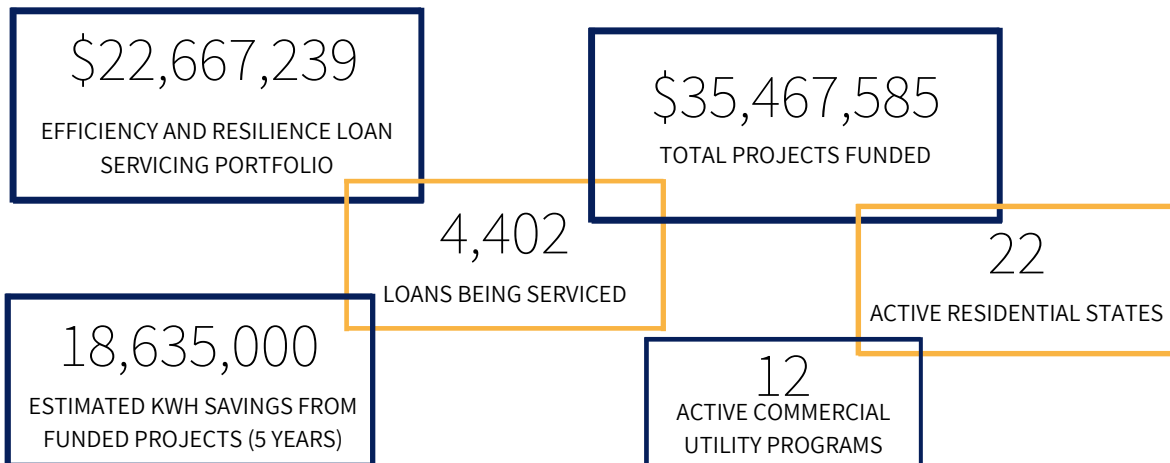 $22,667,239
EFFICIENCY AND RESILIENCE LOAN
SERVICING PORTFOLIO
$35,467,585
TOTAL PROJECTS FUNDED
4,402
LOANS BEING SERVICED
22
ACTIVE RESIDENTIAL STATES
18,635,000
ESTIMATED KWH SAVINGS FROM
FUNDED PROJECTS (5 YEARS)
12
ACTIVE COMMERCIAL
UTILITY PROGRAMS